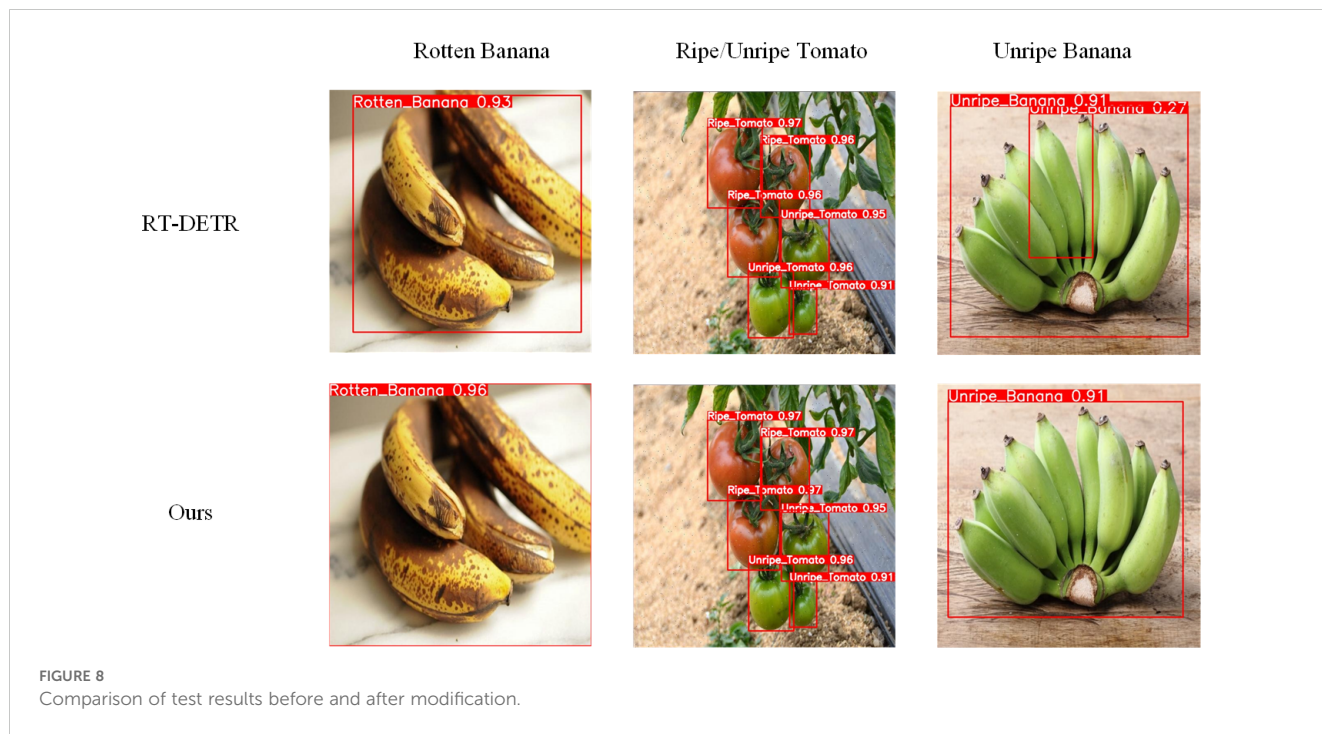 Rotten Banana
Ripe/Unripe Tomato
Unripe Banana
RT-DETR
Rotten_Banana 0.93
Ripe_Tomato 0.97
Ripe_Tomato 0.96
Ripe_Tomato 0.96
Unripe_Tomato 0.95
Unripe_Tomato 0.96
Unripe_Tomato 0.91
Unripe_Banana 0.91
Unripe_Banana 0.27
Ours
Rotten_Banana 0.96
Ripe_Tomato 0.97
Ripe_Tomato 0.97
Ripe_Tomato 0.97
Unripe_Tomato 0.95
Unripe_Tomato 0.96
Unripe_Tomato 0.91
Unripe_Banana 0.91
FIGURE 8
Comparison of test results before and after modification.